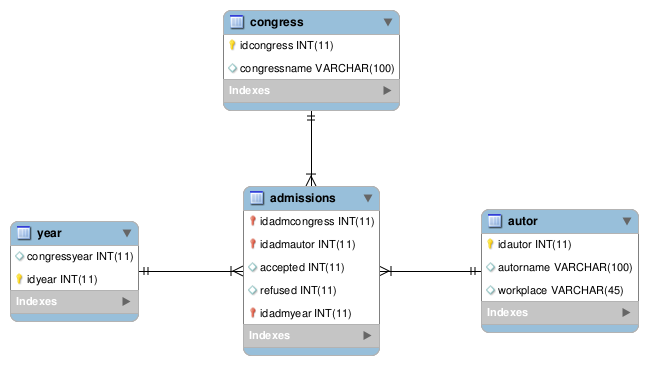 congress
idcongress INT(11)
congressname VARCHAR(100)
Indexes
admissions
idadmcongress INT(11)
idadmautor INT(11)
accepted INT(11)
refused INT(11)
idadmyear INT(11)
Indexes
year
congressyear INT(11)
idyear INT(11)
Indexes
autor
idautor INT(11)
autorname VARCHAR(100)
workplace VARCHAR(45)
Indexes